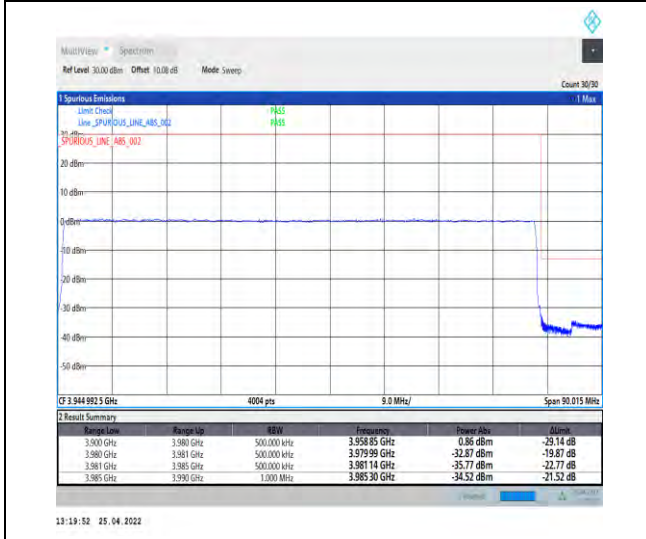 MultiView Spectrum
Ref Level 30.00 dBm Offset 10.08 dB Mode Sweep
Count 30/30
1 Spurious Emissions 1 Max
Limit Check PASS
Line _SPURIOUS_LINE_ABS_002 PASS
30 dBm
_SPURIOUS_LINE_ABS_002
20 dBm
10 dBm
0 dBm
-10 dBm
-20 dBm
-30 dBm
-40 dBm
-50 dBm
CF 3.944 992 5 GHz 4004 pts 9.0 MHz/ Span 90.015 MHz
2 Result Summary
Range Low Range Up RBW Frequency Power Abs ΔLimit
3.900 GHz 3.980 GHz 500.000 kHz 3.958 85 GHz 0.86 dBm -29.14 dB
3.980 GHz 3.981 GHz 500.000 kHz 3.979 99 GHz -32.87 dBm -19.87 dB
3.981 GHz 3.985 GHz 500.000 kHz 3.981 14 GHz -35.77 dBm -22.77 dB
3.985 GHz 3.990 GHz 1.000 MHz 3.985 30 GHz -34.52 dBm -21.52 dB
13:19:52 25.04.2022